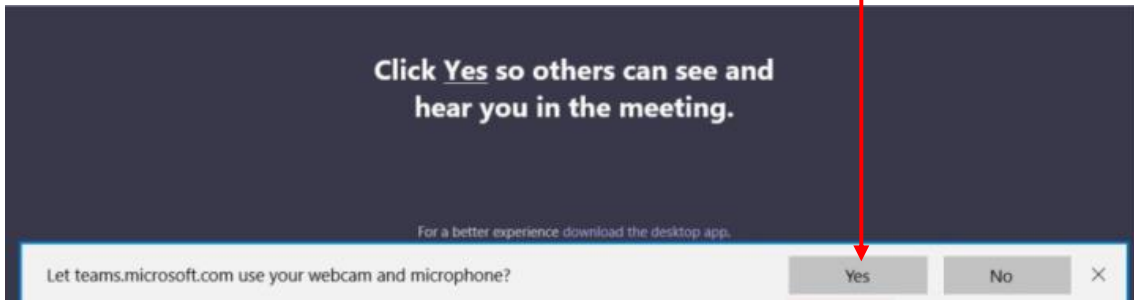 Click Yes so others can see and
hear you in the meeting.
For a better experience download the desktop app.
Let teams.microsoft.com use your webcam and microphone? Yes No